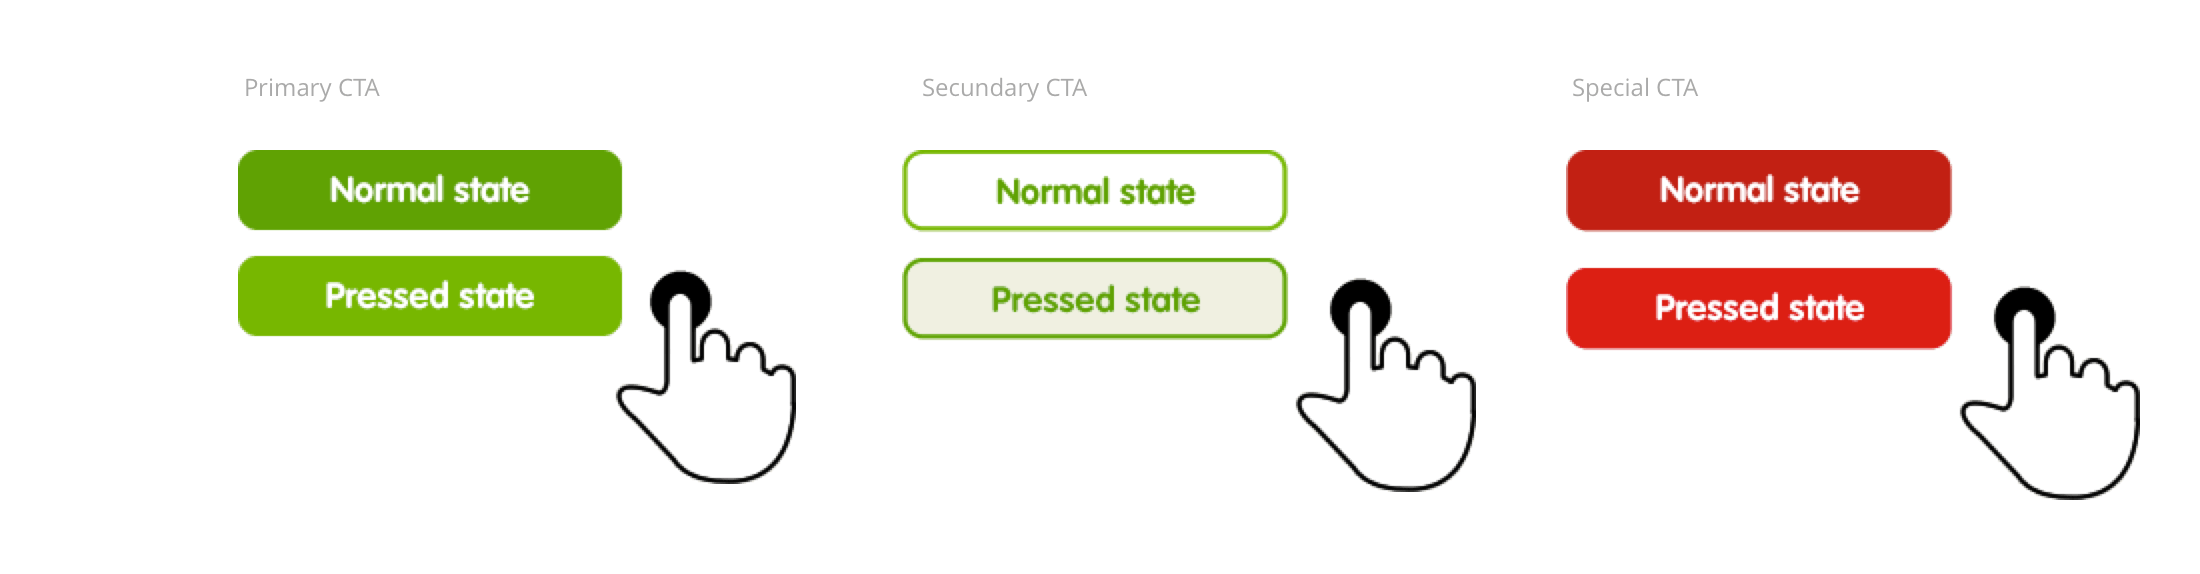 Primary CTA
Secundary CTA
Special CTA
Normal state
Normal state
Normal state
Pressed state
Pressed state
Pressed state